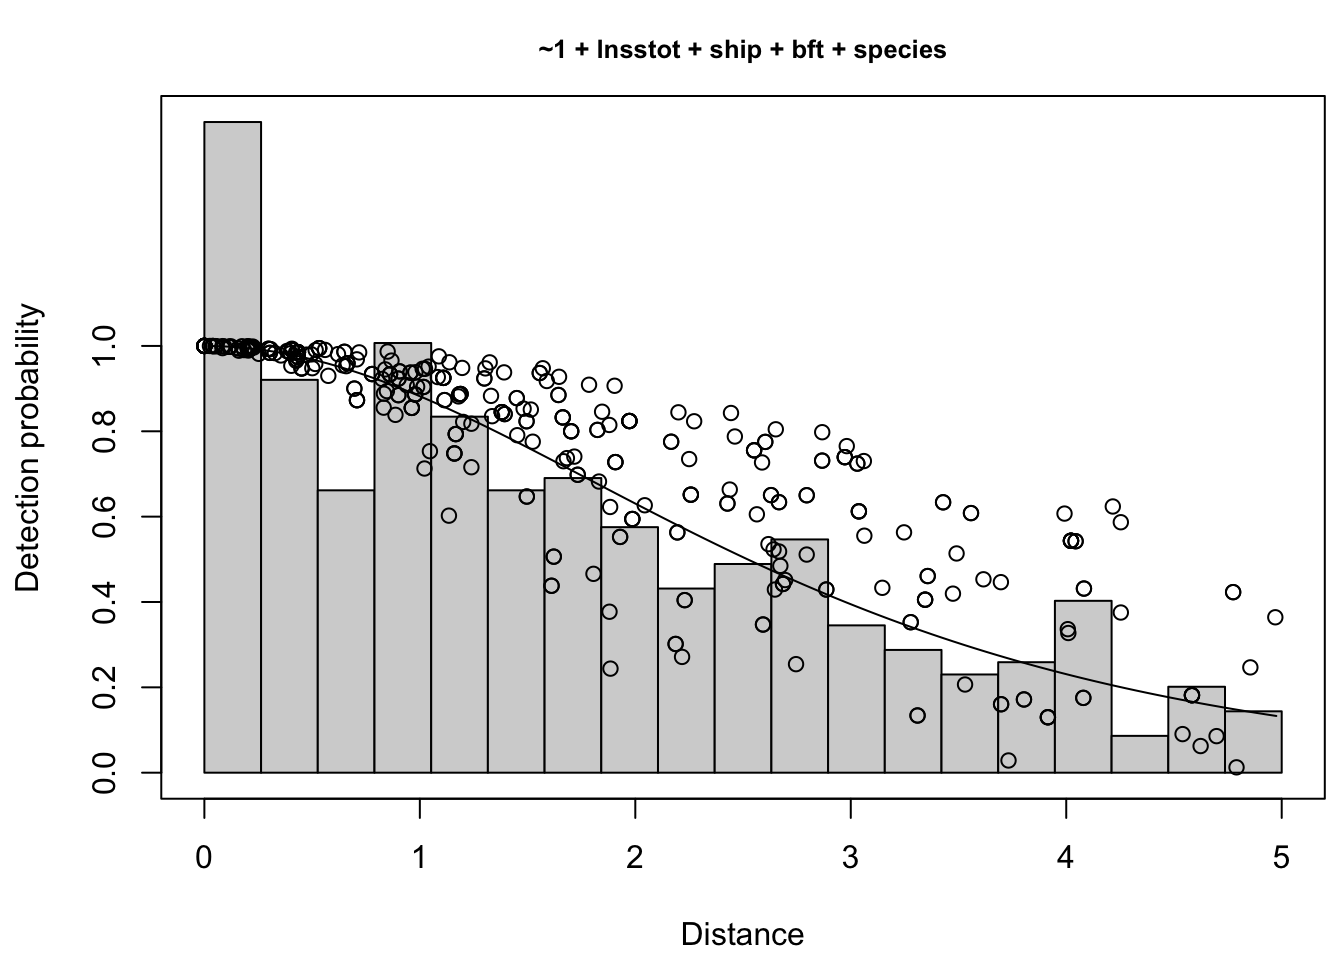 ~1 + lnsstot + ship + bft + species
Detection probability
1.0
0.8
0.6
0.4
0.2
0.0
0 1 2 3 4 5
Distance